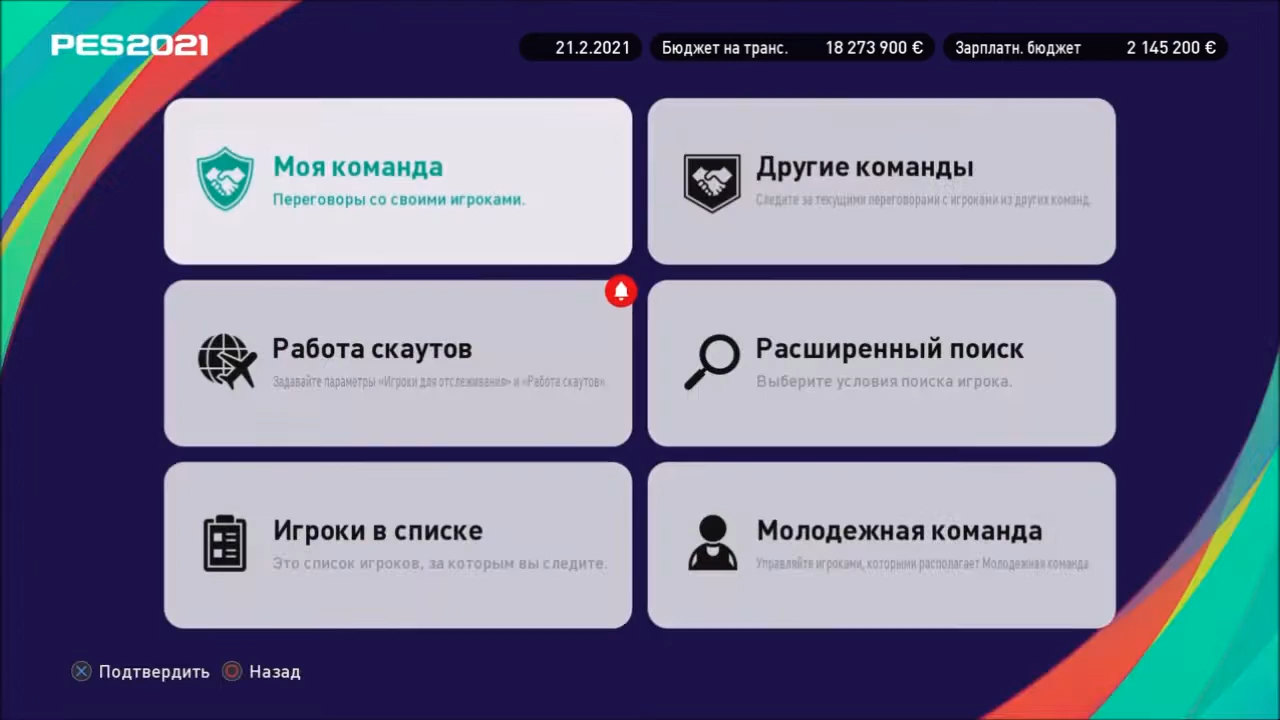 PES2021
21.2.2021 Бюджет на транс. 18 273 900 € Зарплатн. бюджет 2 145 200 €
Моя команда
Переговоры со своими игроками.
Другие команды
Следите за текущими переговорами с игроками из других команд.
Работа скаутов
Задавайте параметры «Игроки для отслеживания» и «Работа скаутов».
Расширенный поиск
Выберите условия поиска игрока.
Игроки в списке
Это список игроков, за которым вы следите.
Молодежная команда
Управляйте игроками, которыми располагает Молодежная команда
Подтвердить Назад